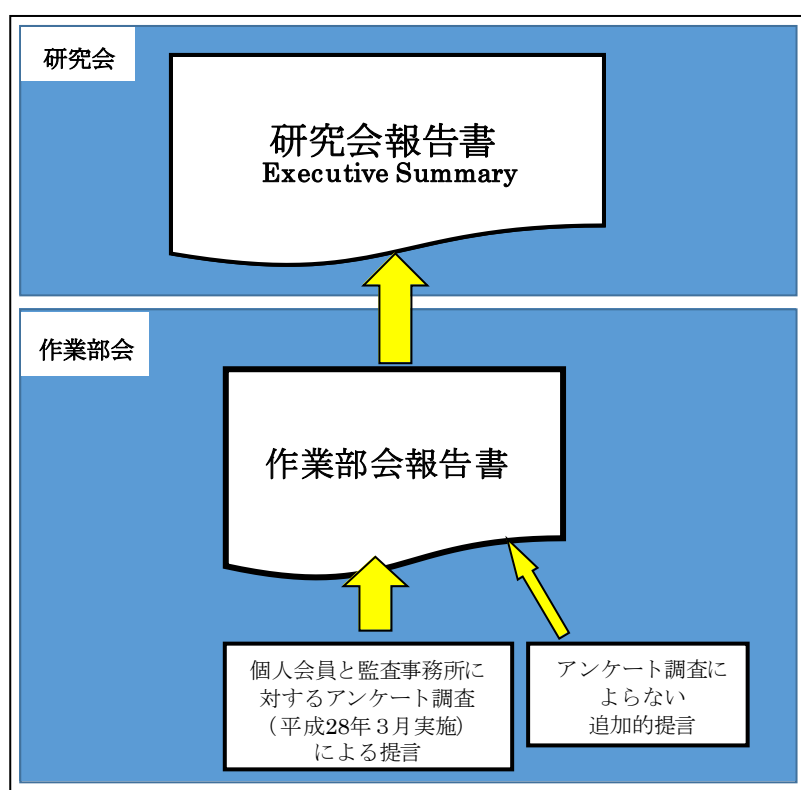 研究会
研究会報告書
Executive Summary
作業部会
作業部会報告書
個人会員と監査事務所に
対するアンケート調査
（平成28年３月実施）
による提言
アンケート調査に
よらない
追加的提言